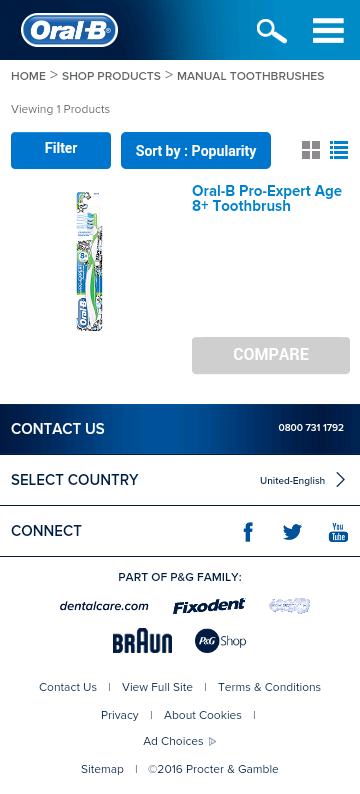 Oral-B
HOME > SHOP PRODUCTS > MANUAL TOOTHBRUSHES
Viewing 1 Products
Filter
Sort by : Popularity
Oral-B Pro-Expert Age
8+ Toothbrush
Oral-B
8+
COMPARE
CONTACT US
0800 731 1792
SELECT COUNTRY
United-English
CONNECT
You
Tube
PART OF P&G FAMILY:
dentalcare.com
Fixodent
BRAUN
P&G Shop
Contact Us | View Full Site | Terms & Conditions
Privacy | About Cookies |
Ad Choices
Sitemap | ©2016 Procter & Gamble